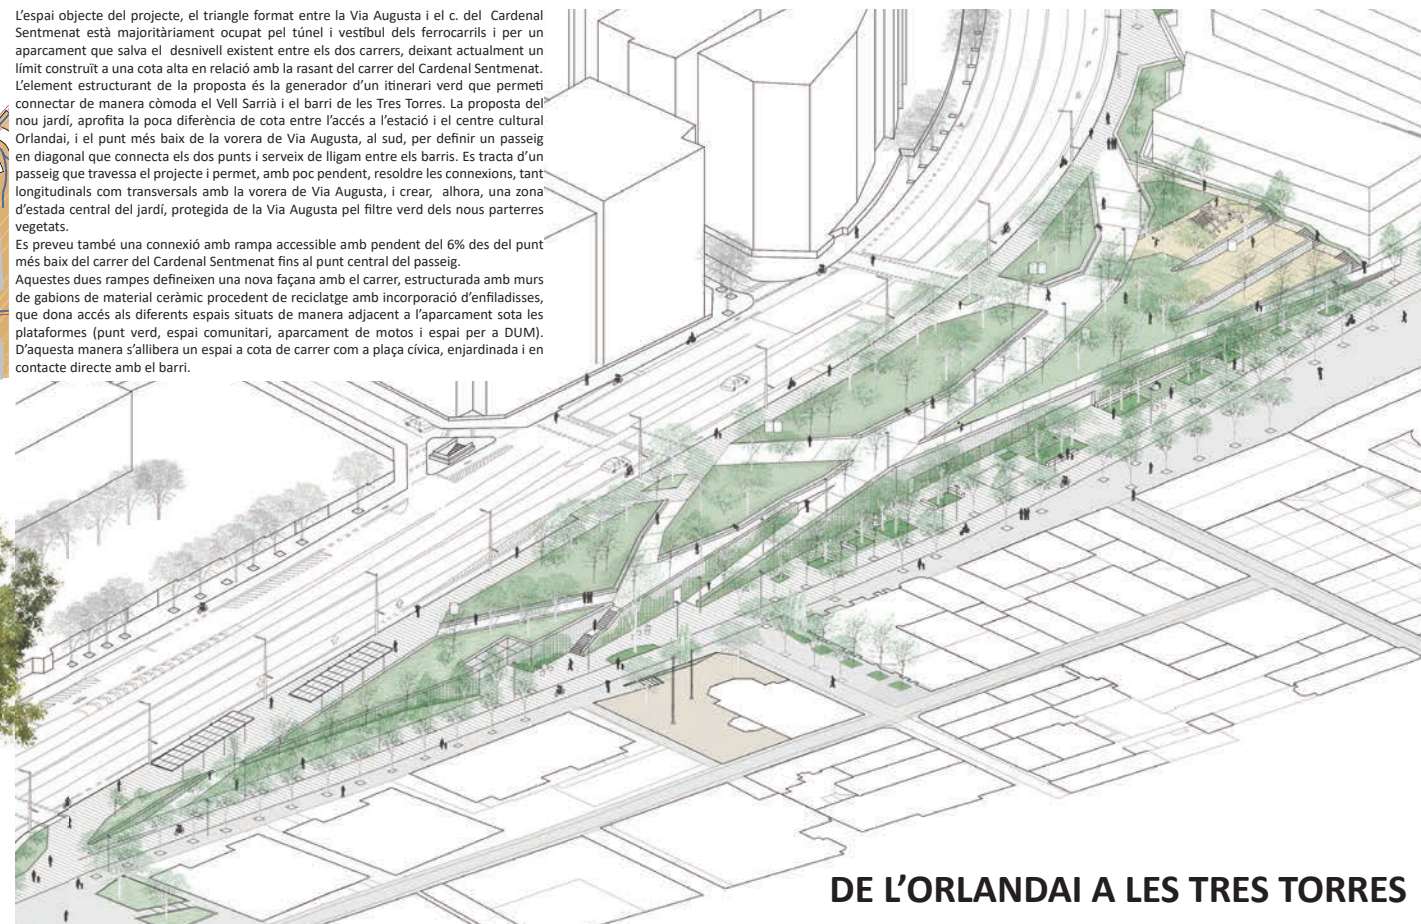 L'espai objecte del projecte, el triangle format entre la Via Augusta i el c. del Cardenal
Sentmenat està majoritàriament ocupat pel túnel i vestíbul dels ferrocarrils i per un
aparcament que salva el desnivell existent entre els dos carrers, deixant actualment un
límit construït a una cota alta en relació amb la rasant del carrer del Cardenal Sentmenat.
L'element estructurant de la proposta és la generador d'un itinerari verd que permeti
connectar de manera còmoda el Vell Sarrià i el barri de les Tres Torres. La proposta del
nou jardí, aprofita la poca diferència de cota entre l'accés a l'estació i el centre cultural
Orlandai, i el punt més baix de la vorera de Via Augusta, al sud, per definir un passeig
en diagonal que connecta els dos punts i serveix de lligam entre els barris. Es tracta d'un
passeig que travessa el projecte i permet, amb poc pendent, resoldre les connexions, tant
longitudinals com transversals amb la vorera de Via Augusta, i crear, alhora, una zona
d'estada central del jardí, protegida de la Via Augusta pel filtre verd dels nous parterres
vegetats.
Es preveu també una connexió amb rampa accessible amb pendent del 6% des del punt
més baix del carrer del Cardenal Sentmenat fins al punt central del passeig.
Aquestes dues rampes defineixen una nova façana amb el carrer, estructurada amb murs
de gabions de material ceràmic procedent de reciclatge amb incorporació d'enfiladisses,
que dona accés als diferents espais situats de manera adjacent a l'aparcament sota les
plataformes (punt verd, espai comunitari, aparcament de motos i espai per a DUM).
D'aquesta manera s'allibera un espai a cota de carrer com a plaça cívica, enjardinada i en
contacte directe amb el barri.
DE L'ORLANDAI A LES TRES TORRES